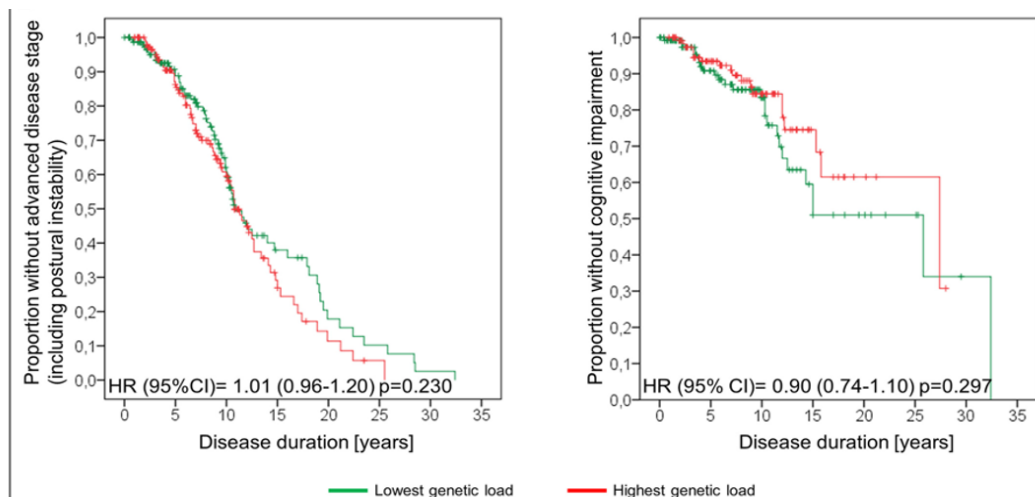 Proportion without advanced disease stage
(including postural instability)
1,0
0,9
0,8
0,7
0,6
0,5
0,4
0,3
0,2
0,1
0,0
HR (95%CI)= 1.01 (0.96-1.20) p=0.230
0 5 10 15 20 25 30 35
Disease duration [years]
Proportion without cognitive impairment
1,0
0,9
0,8
0,7
0,6
0,5
0,4
0,3
0,2
0,1
0,0
HR (95% CI)= 0.90 (0.74-1.10) p=0.297
0 5 10 15 20 25 30 35
Disease duration [years]
Lowest genetic load
Highest genetic load